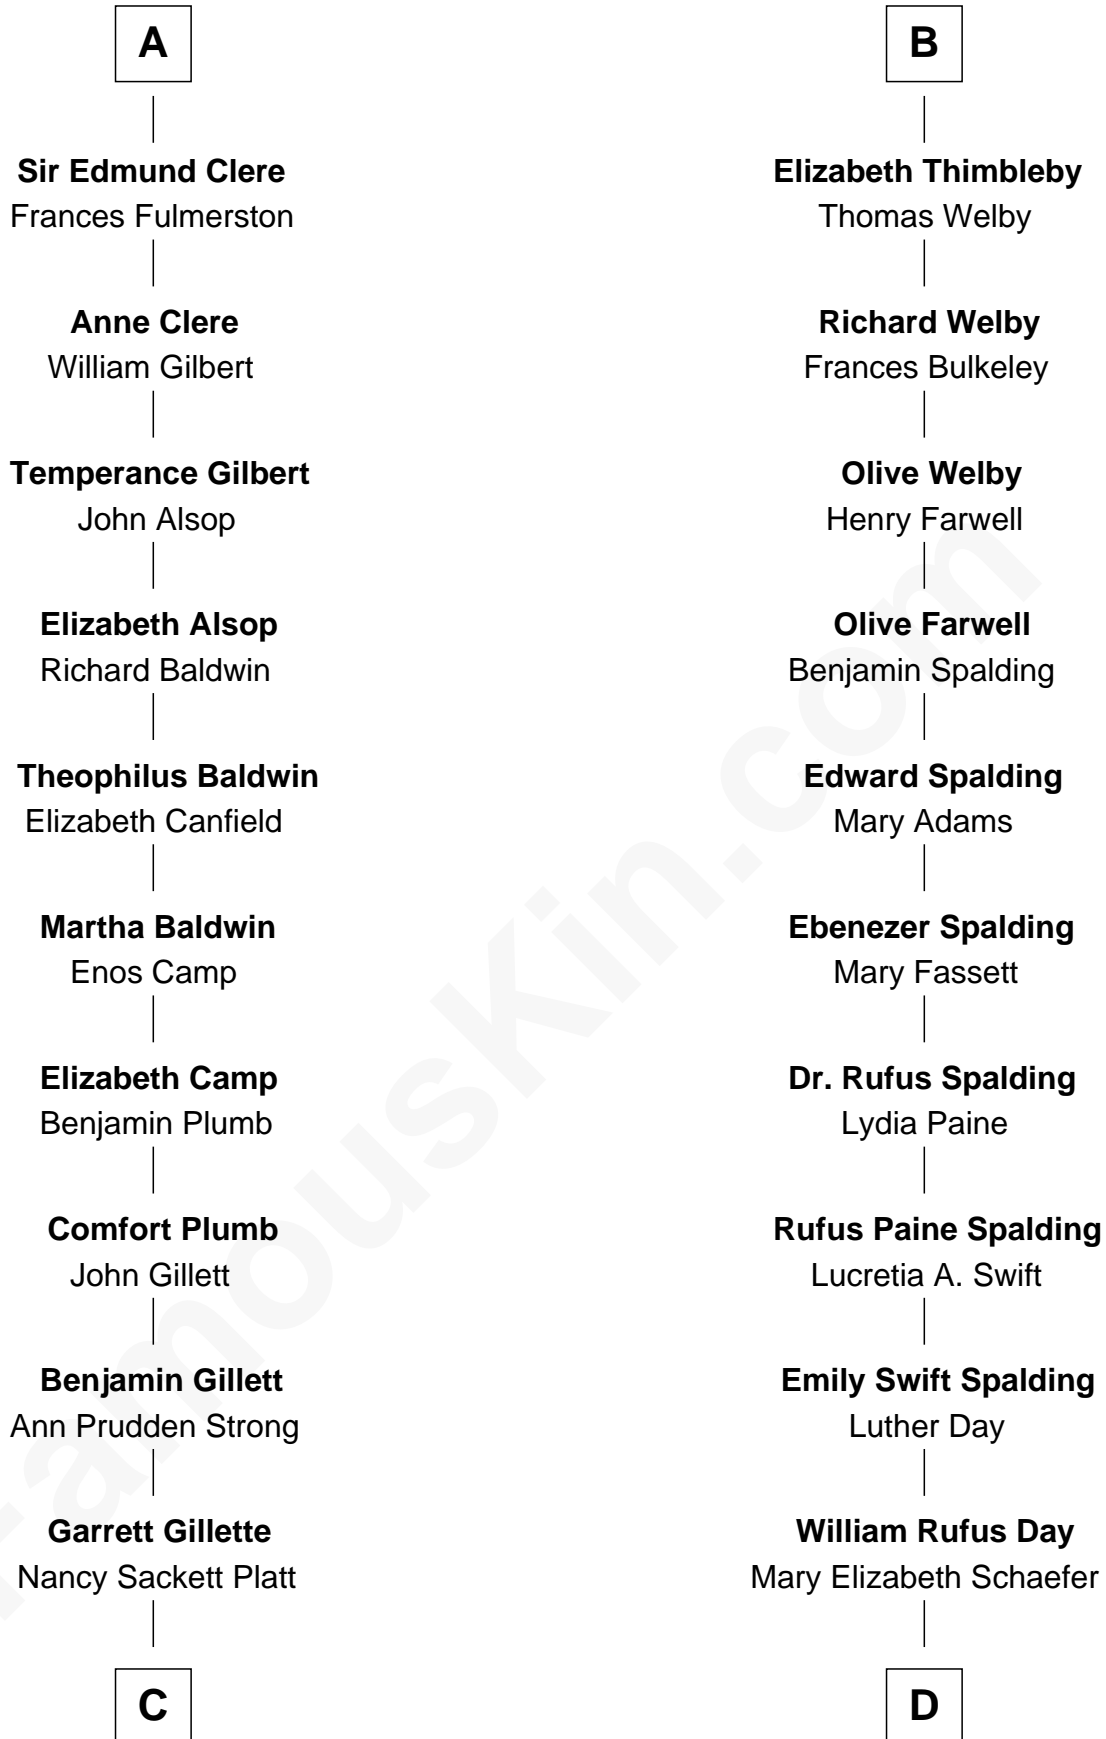 A
Sir Edmund Clere
Frances Fulmerston
Anne Clere
William Gilbert
Temperance Gilbert
John Alsop
Elizabeth Alsop
Richard Baldwin
Theophilus Baldwin
Elizabeth Canfield
Martha Baldwin
Enos Camp
Elizabeth Camp
Benjamin Plumb
Comfort Plumb
John Gillett
Benjamin Gillett
Ann Prudden Strong
Garrett Gillette
Nancy Sackett Platt
C
B
Elizabeth Thimbleby
Thomas Welby
Richard Welby
Frances Bulkeley
Olive Welby
Henry Farwell
Olive Farwell
Benjamin Spalding
Edward Spalding
Mary Adams
Ebenezer Spalding
Mary Fassett
Dr. Rufus Spalding
Lydia Paine
Rufus Paine Spalding
Lucretia A. Swift
Emily Swift Spalding
Luther Day
William Rufus Day
Mary Elizabeth Schaefer
D
FamousKin.com